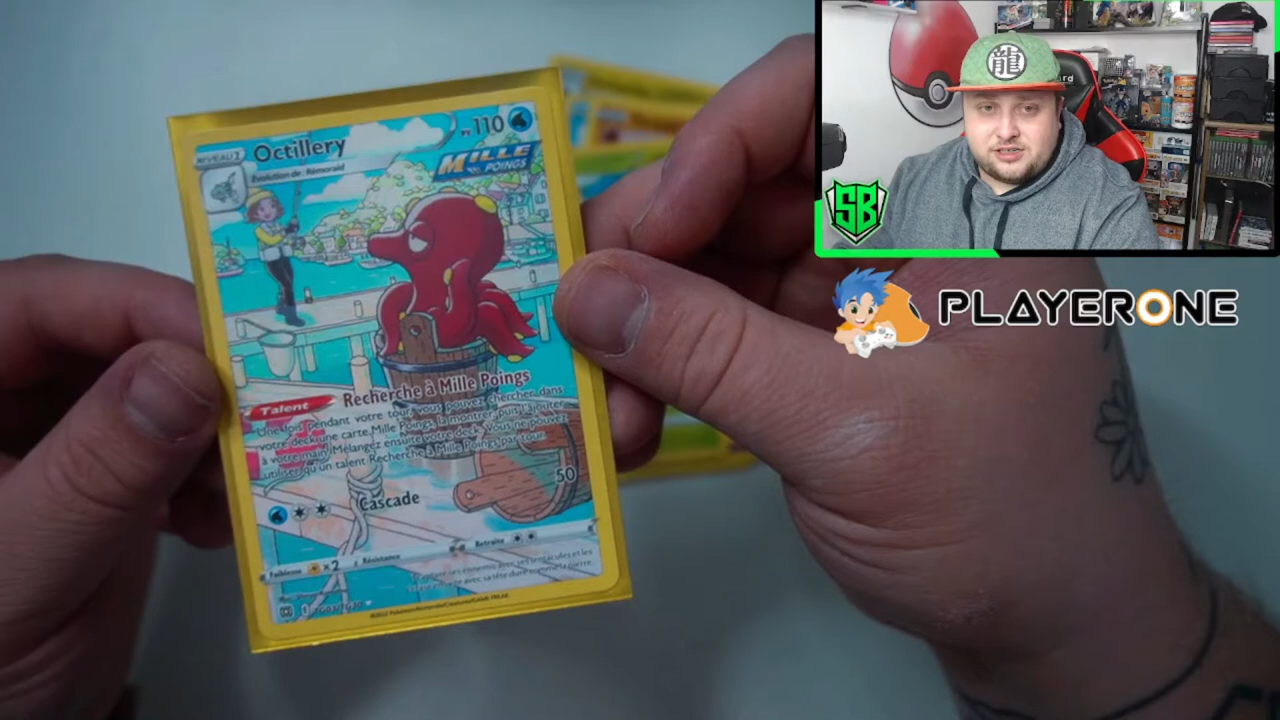 NIVEAU 2
Octillery
PV 110
Évolution de : Rémoraid
MILLE
POINGS
Talent
Recherche à Mille Poings
Une fois pendant votre tour, vous pouvez chercher dans
votre deck une carte Mille Poings, la montrer, puis l'ajouter
à votre main. Mélangez ensuite votre deck. Vous ne pouvez
utiliser qu'un talent Recherche à Mille Poings par tour.
Cascade
50
Faiblesse
×2
Résistance
Retraite
龍
SB
PLAYERONE